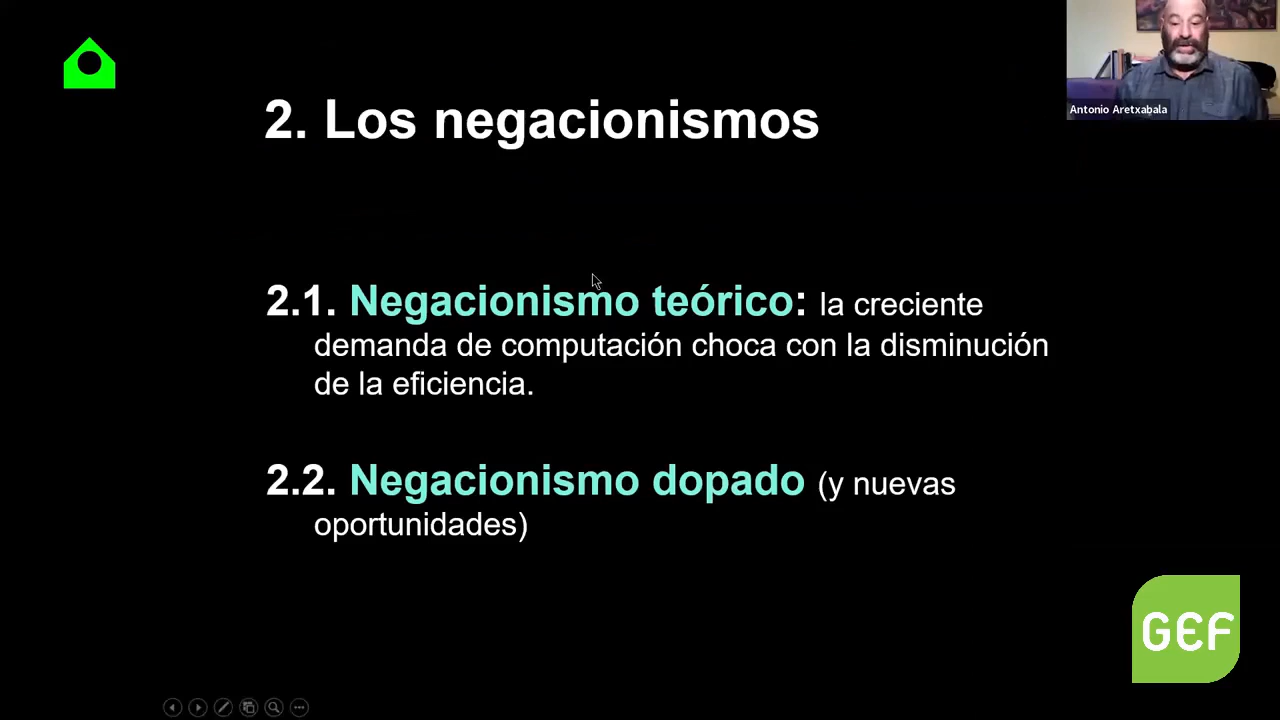 Antonio Aretxabala
2. Los negacionismos
2.1. Negacionismo teórico: la creciente
demanda de computación choca con la disminución
de la eficiencia.
2.2. Negacionismo dopado (y nuevas
oportunidades)
GEF